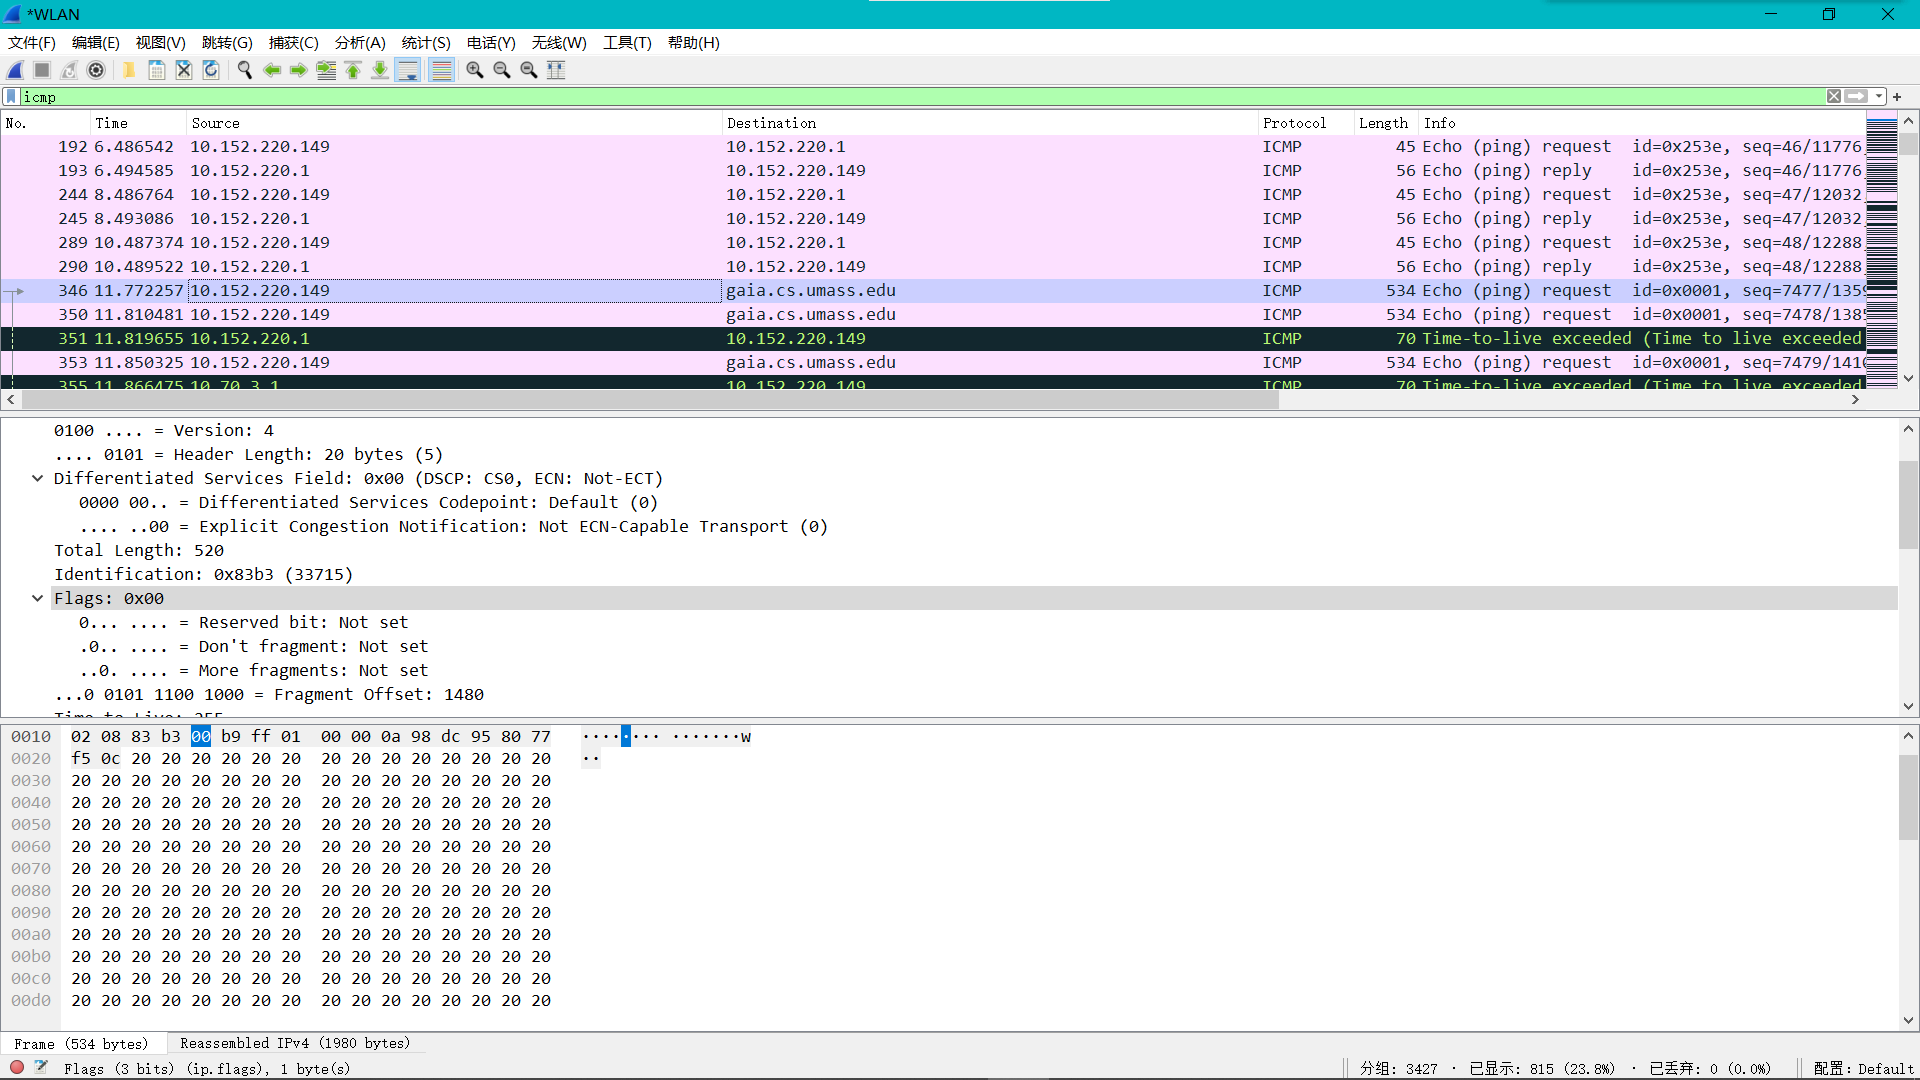 *WLAN
文件(F) 编辑(E) 视图(V) 跳转(G) 捕获(C) 分析(A) 统计(S) 电话(Y) 无线(W) 工具(T) 帮助(H)
icmp
No. Time Source Destination Protocol Length Info
192 6.486542 10.152.220.149 10.152.220.1 ICMP 45 Echo (ping) request id=0x253e, seq=46/11776
193 6.494585 10.152.220.1 10.152.220.149 ICMP 56 Echo (ping) reply id=0x253e, seq=46/11776
244 8.486764 10.152.220.149 10.152.220.1 ICMP 45 Echo (ping) request id=0x253e, seq=47/12032
245 8.493086 10.152.220.1 10.152.220.149 ICMP 56 Echo (ping) reply id=0x253e, seq=47/12032
289 10.487374 10.152.220.149 10.152.220.1 ICMP 45 Echo (ping) request id=0x253e, seq=48/12288
290 10.489522 10.152.220.1 10.152.220.149 ICMP 56 Echo (ping) reply id=0x253e, seq=48/12288
346 11.772257 10.152.220.149 gaia.cs.umass.edu ICMP 534 Echo (ping) request id=0x0001, seq=7477/135
350 11.810481 10.152.220.149 gaia.cs.umass.edu ICMP 534 Echo (ping) request id=0x0001, seq=7478/138
351 11.819655 10.152.220.1 10.152.220.149 ICMP 70 Time-to-live exceeded (Time to live exceeded
353 11.850325 10.152.220.149 gaia.cs.umass.edu ICMP 534 Echo (ping) request id=0x0001, seq=7479/141
355 11.866475 10.70.3.1 10.152.220.149 ICMP 70 Time-to-live exceeded (Time to live exceeded
0100 .... = Version: 4
.... 0101 = Header Length: 20 bytes (5)
Differentiated Services Field: 0x00 (DSCP: CS0, ECN: Not-ECT)
0000 00.. = Differentiated Services Codepoint: Default (0)
.... ..00 = Explicit Congestion Notification: Not ECN-Capable Transport (0)
Total Length: 520
Identification: 0x83b3 (33715)
Flags: 0x00
0... .... = Reserved bit: Not set
.0.. .... = Don't fragment: Not set
..0. .... = More fragments: Not set
...0 0101 1100 1000 = Fragment Offset: 1480
Time to Live: 255
0010 02 08 83 b3 00 b9 ff 01 00 00 0a 98 dc 95 80 77 ········ ·······w
0020 f5 0c 20 20 20 20 20 20 20 20 20 20 20 20 20 20 ··
0030 20 20 20 20 20 20 20 20 20 20 20 20 20 20 20 20
0040 20 20 20 20 20 20 20 20 20 20 20 20 20 20 20 20
0050 20 20 20 20 20 20 20 20 20 20 20 20 20 20 20 20
0060 20 20 20 20 20 20 20 20 20 20 20 20 20 20 20 20
0070 20 20 20 20 20 20 20 20 20 20 20 20 20 20 20 20
0080 20 20 20 20 20 20 20 20 20 20 20 20 20 20 20 20
0090 20 20 20 20 20 20 20 20 20 20 20 20 20 20 20 20
00a0 20 20 20 20 20 20 20 20 20 20 20 20 20 20 20 20
00b0 20 20 20 20 20 20 20 20 20 20 20 20 20 20 20 20
00c0 20 20 20 20 20 20 20 20 20 20 20 20 20 20 20 20
00d0 20 20 20 20 20 20 20 20 20 20 20 20 20 20 20 20
Frame (534 bytes) Reassembled IPv4 (1980 bytes)
Flags (3 bits) (ip.flags), 1 byte(s) 分组: 3427 · 已显示: 815 (23.8%) · 已丢弃: 0 (0.0%) 配置: Default